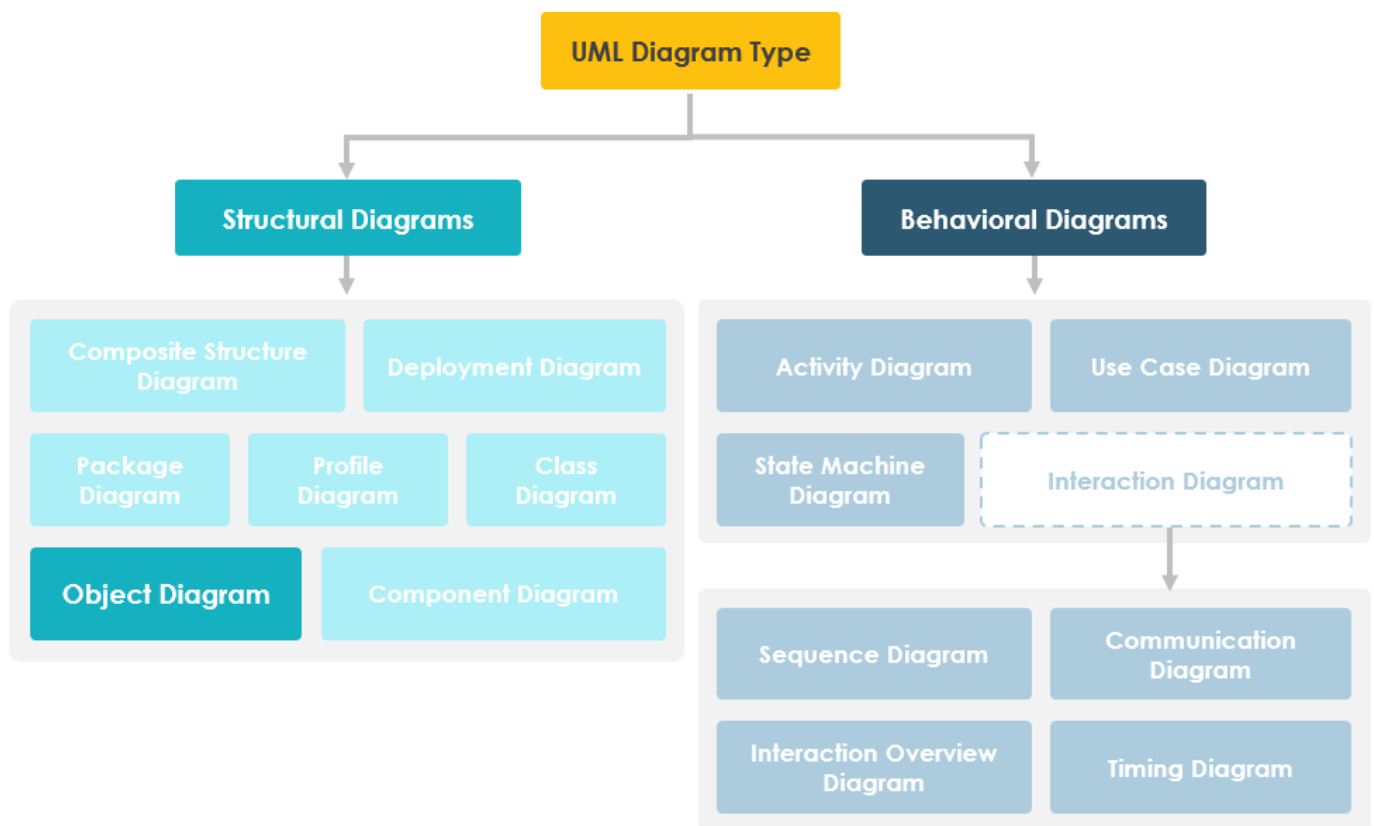 UML Diagram Type
Structural Diagrams
Behavioral Diagrams
Composite Structure
Diagram
Deployment Diagram
Package
Diagram
Profile
Diagram
Class
Diagram
Object Diagram
Component Diagram
Activity Diagram
Use Case Diagram
State Machine
Diagram
Interaction Diagram
Sequence Diagram
Communication
Diagram
Interaction Overview
Diagram
Timing Diagram